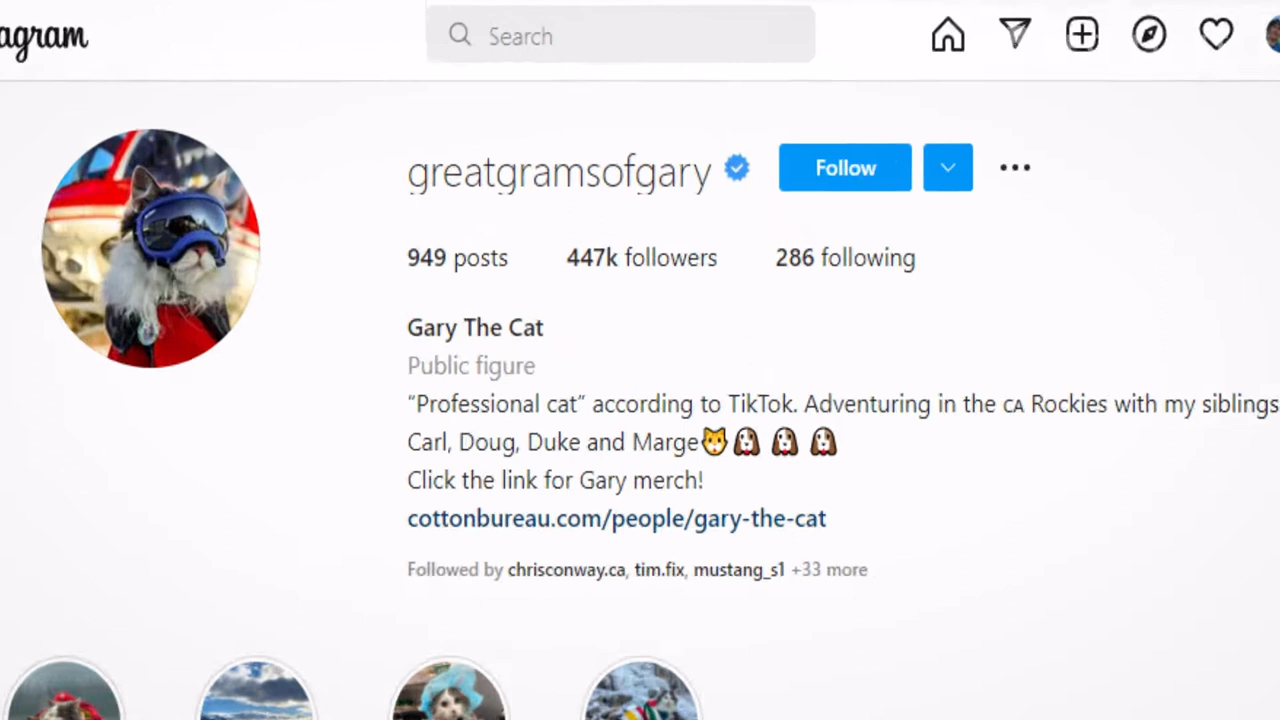 agram
Search
greatgramsofgary
Follow
949 posts 447k followers 286 following
Gary The Cat
Public figure
“Professional cat” according to TikTok. Adventuring in the CA Rockies with my siblings
Carl, Doug, Duke and Marge🐱🐶 🐶 🐶
Click the link for Gary merch!
cottonbureau.com/people/gary-the-cat
Followed by chrisconway.ca, tim.fix, mustang_s1 +33 more